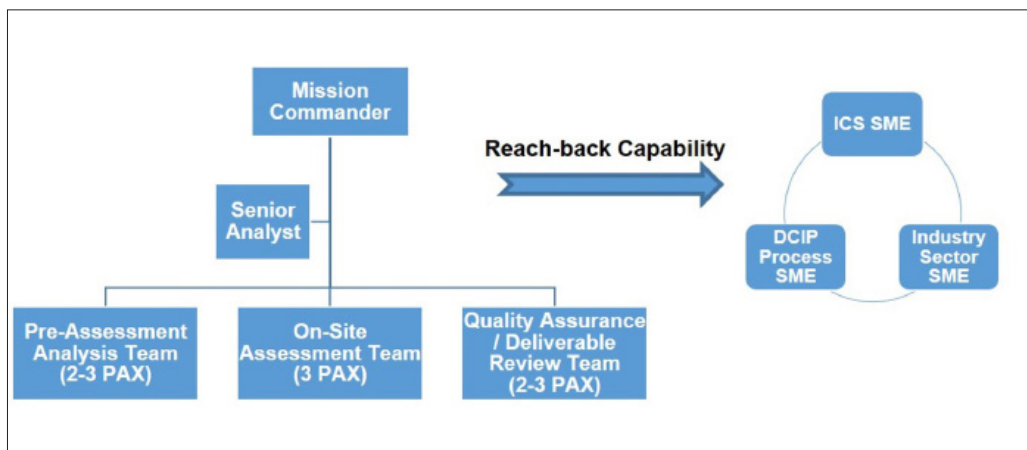 Mission
Commander
Senior
Analyst
Pre-Assessment
Analysis Team
(2-3 PAX)
On-Site
Assessment Team
(3 PAX)
Quality Assurance
/ Deliverable
Review Team
(2-3 PAX)
Reach-back Capability
ICS SME
DCIP
Process
SME
Industry
Sector
SME